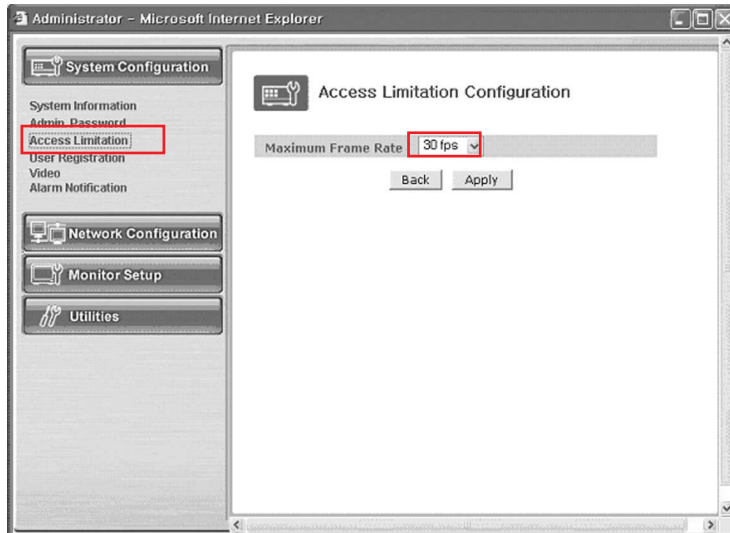 Administrator - Microsoft Internet Explorer
System Configuration
System Information
Admin. Password
Access Limitation
User Registration
Video
Alarm Notification
Network Configuration
Monitor Setup
Utilities
Access Limitation Configuration
Maximum Frame Rate 30 fps
Back Apply